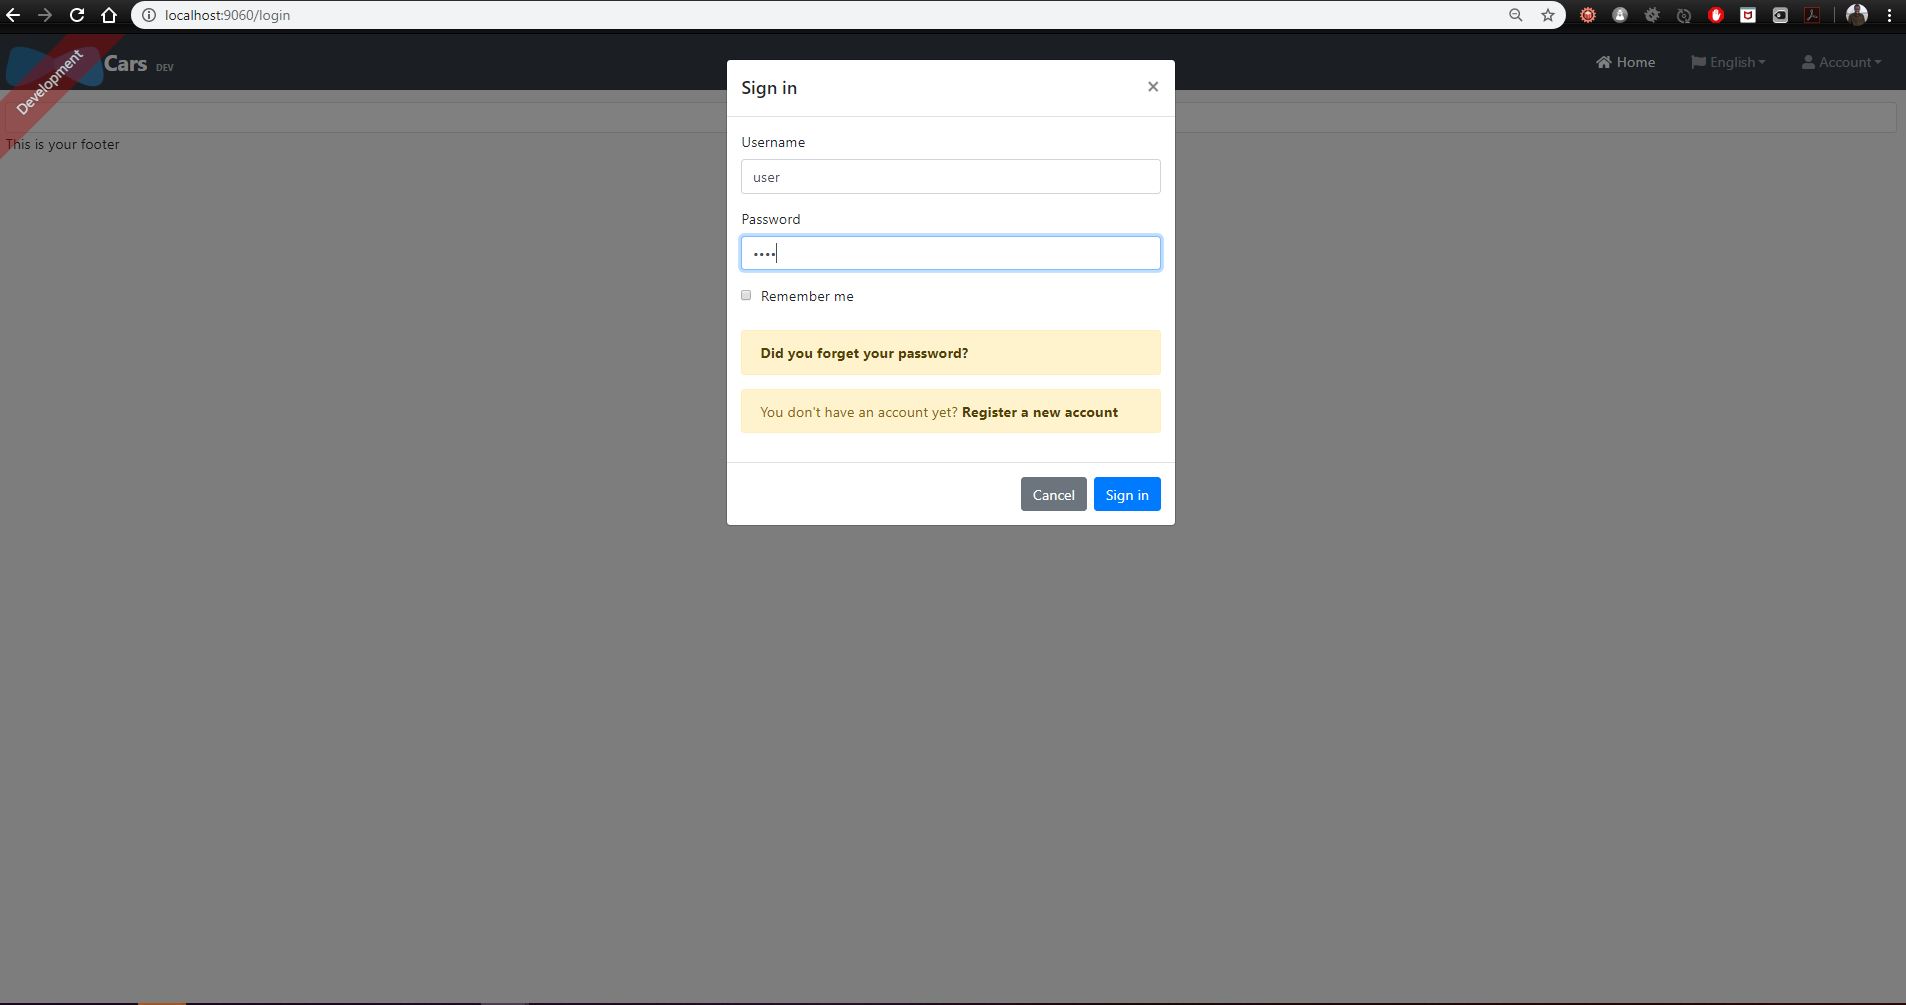 localhost:9060/login
Development
Cars DEV
Home
English
Account
Sign in
×
Username
user
Password
••••
Remember me
Did you forget your password?
You don't have an account yet? Register a new account
Cancel
Sign in
This is your footer